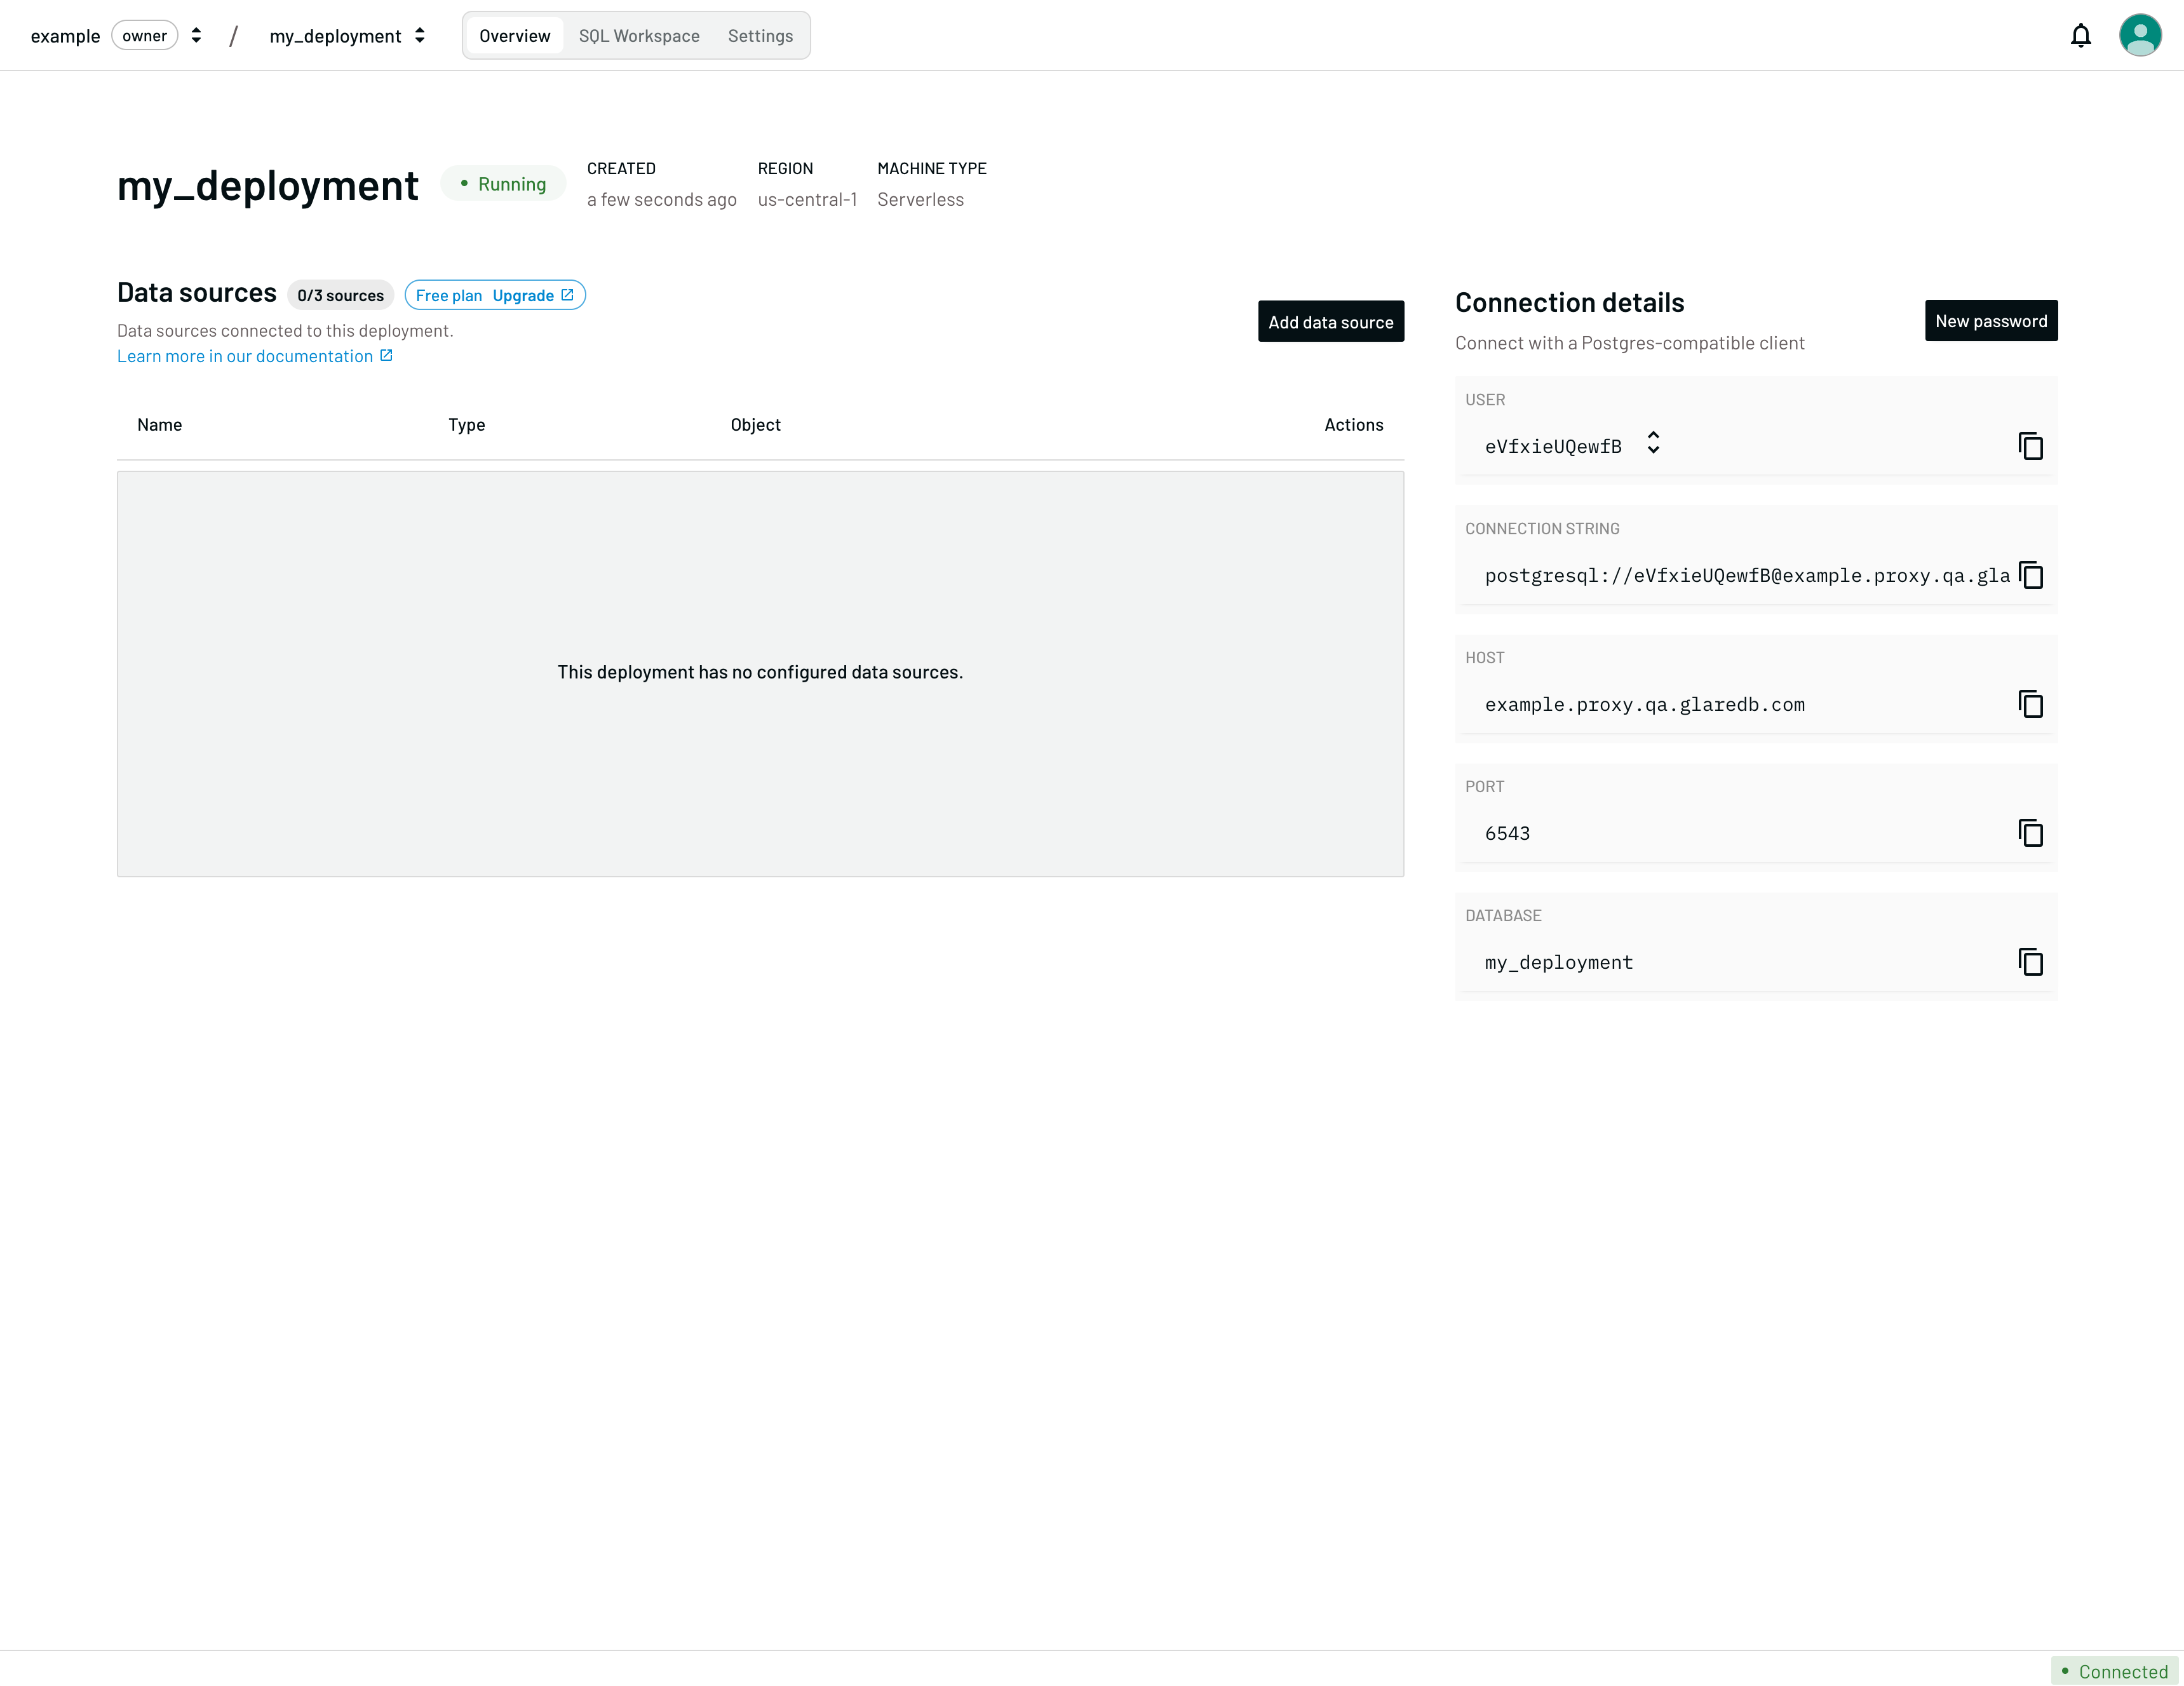 example owner / my_deployment Overview SQL Workspace Settings
my_deployment • Running
CREATED
a few seconds ago
REGION
us-central-1
MACHINE TYPE
Serverless
Data sources 0/3 sources Free plan Upgrade
Data sources connected to this deployment.
Learn more in our documentation
Add data source
Name Type Object Actions
This deployment has no configured data sources.
Connection details
Connect with a Postgres-compatible client
New password
USER
eVfxieUQewfB
CONNECTION STRING
postgresql://eVfxieUQewfB@example.proxy.qa.gla
HOST
example.proxy.qa.glaredb.com
PORT
6543
DATABASE
my_deployment
• Connected